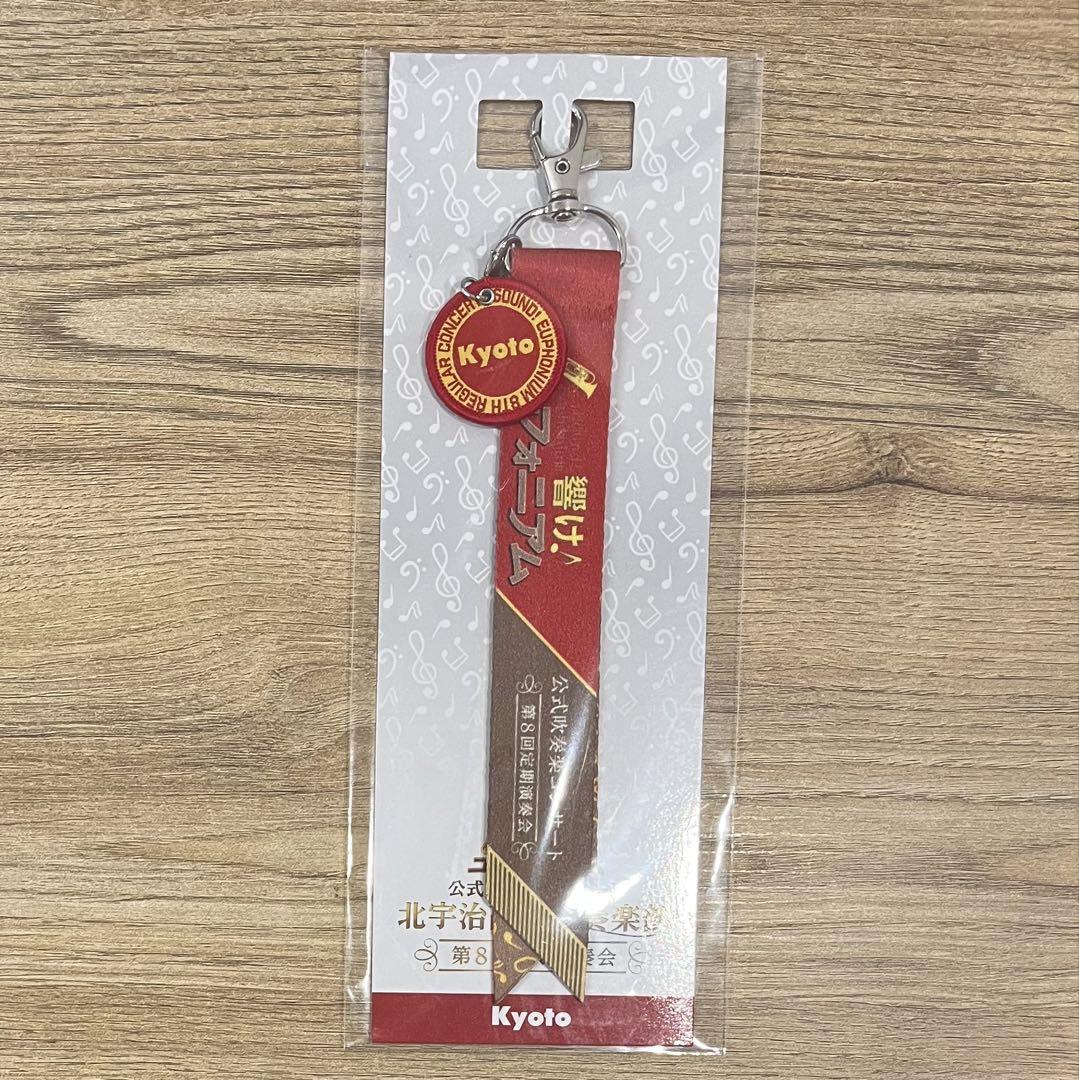 SOUND! EUPHONIUM 8TH REGULAR CONCERT
Kyoto
響け!
フォニアム
公式吹奏楽コンサート
第8回定期演奏会
公式
北宇治
楽
第8
奏会
Kyoto